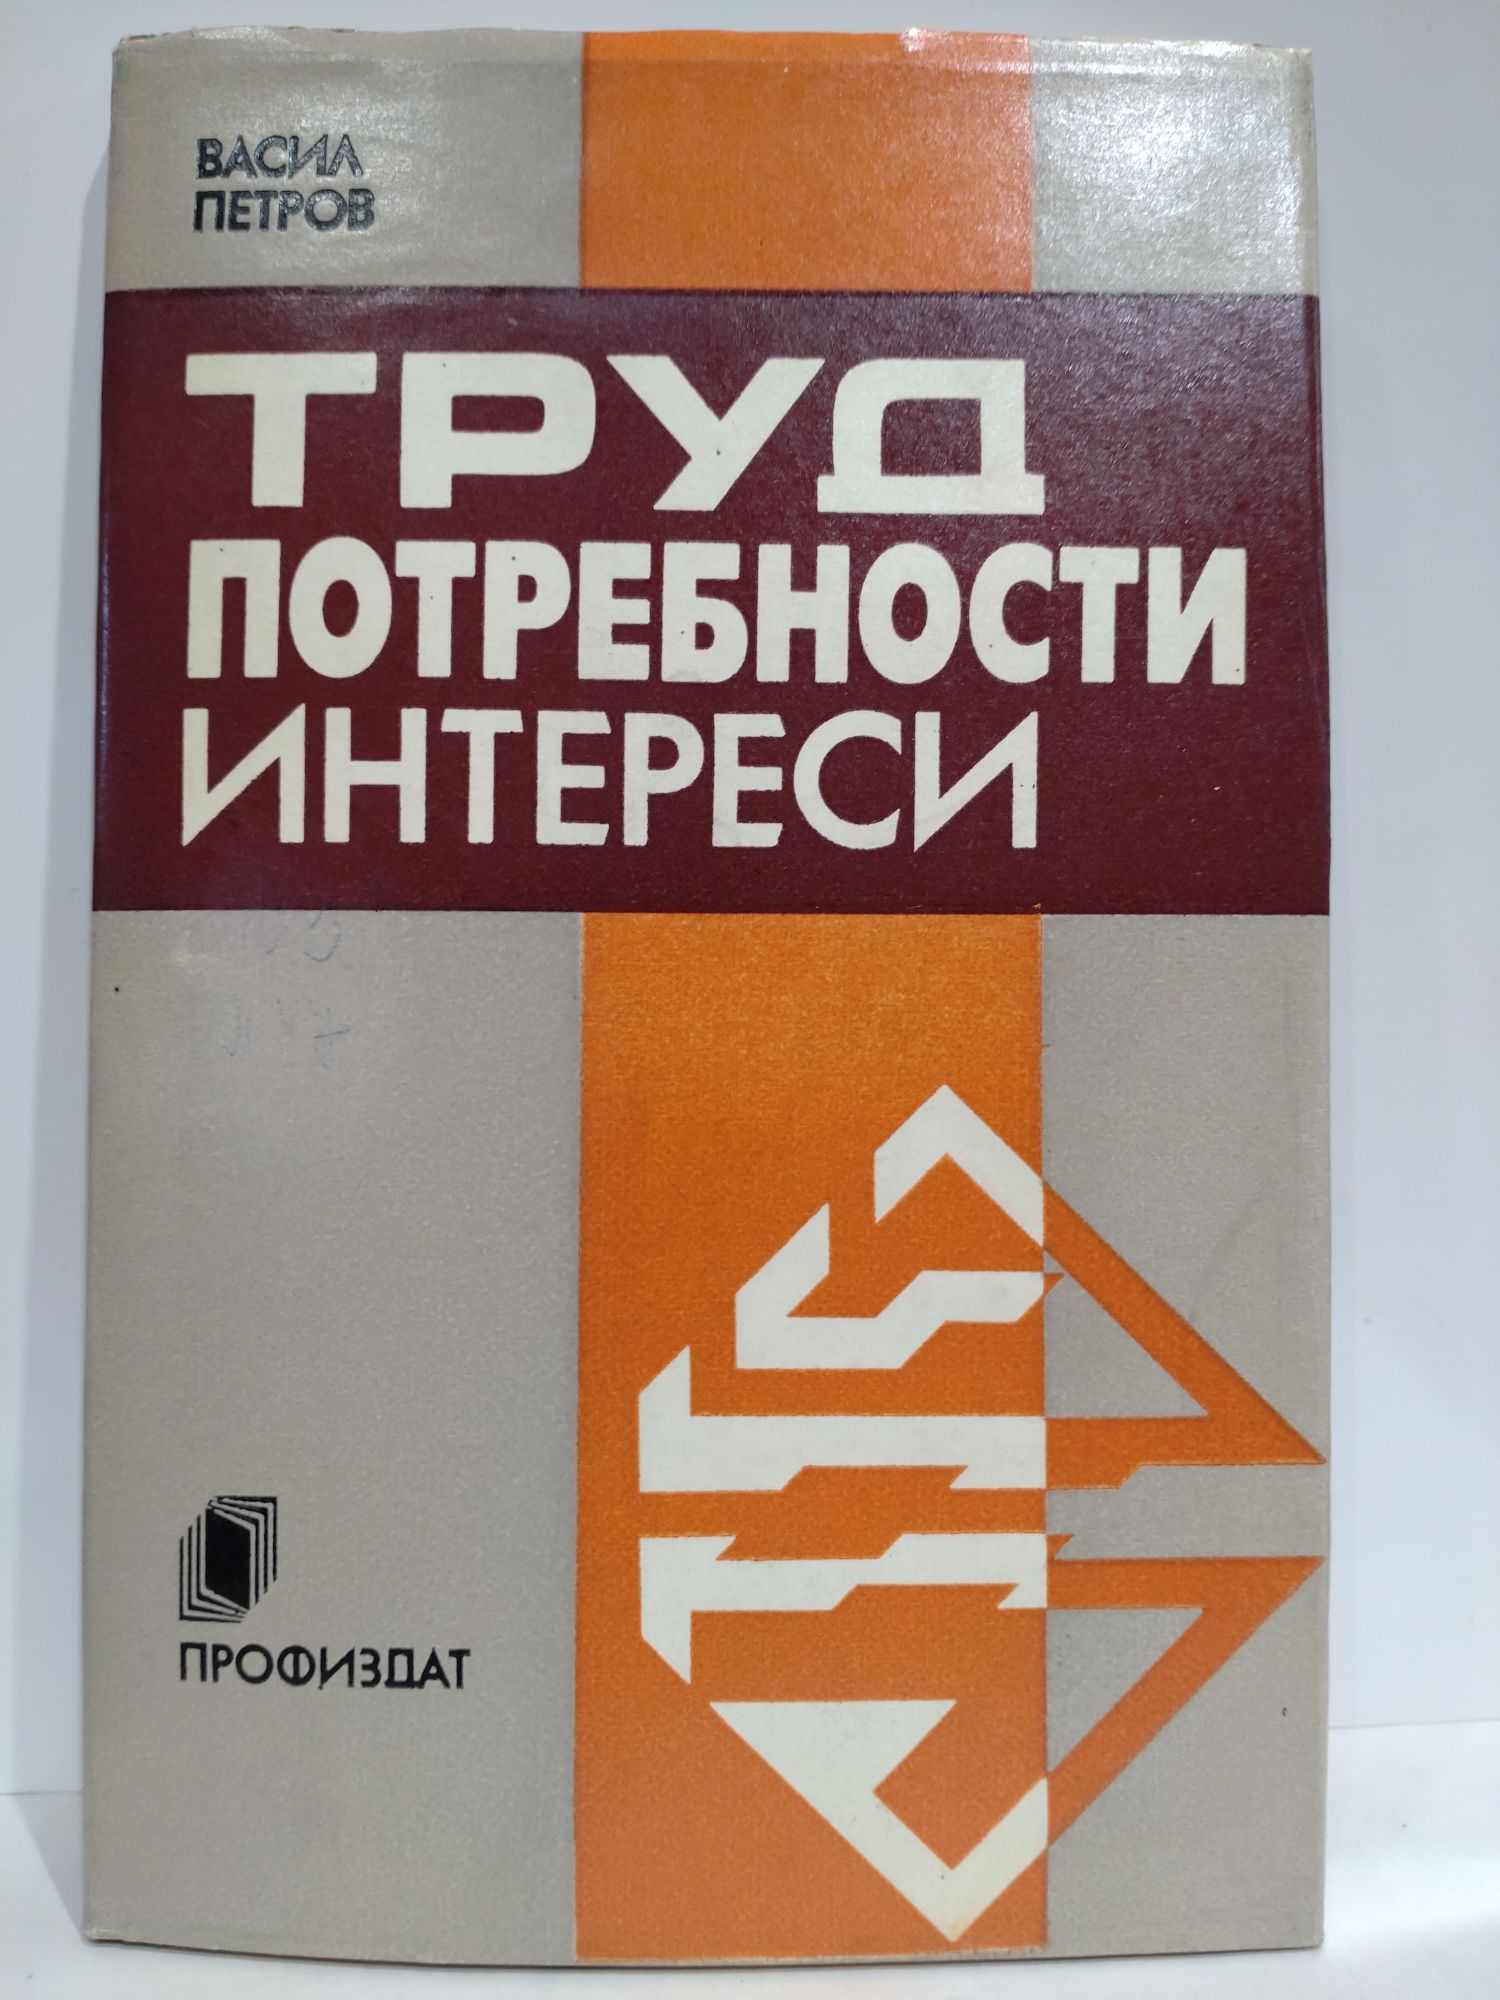 ВАСИЛ
ПЕТРОВ
ТРУД
ПОТРЕБНОСТИ
ИНТЕРЕСИ
ПРОФИЗДАТ